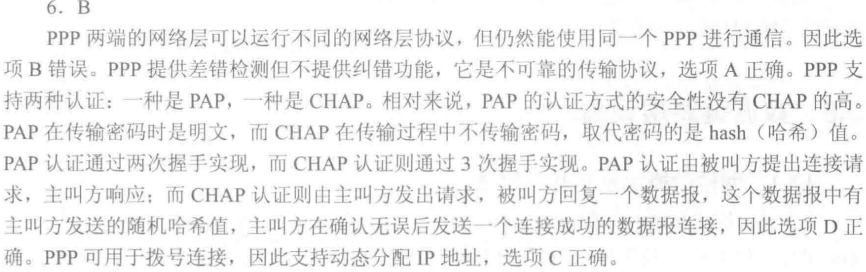 6．B
PPP 两端的网络层可以运行不同的网络层协议，但仍然能使用同一个 PPP 进行通信。因此选
项 B 错误。PPP 提供差错检测但不提供纠错功能，它是不可靠的传输协议，选项 A 正确。PPP 支
持两种认证：一种是 PAP，一种是 CHAP。相对来说，PAP 的认证方式的安全性没有 CHAP 的高。
PAP 在传输密码时是明文，而 CHAP 在传输过程中不传输密码，取代密码的是 hash（哈希）值。
PAP 认证通过两次握手实现，而 CHAP 认证则通过 3 次握手实现。PAP 认证由被叫方提出连接请
求，主叫方响应；而 CHAP 认证则由主叫方发出请求，被叫方回复一个数据报，这个数据报中有
主叫方发送的随机哈希值，主叫方在确认无误后发送一个连接成功的数据报连接，因此选项 D 正
确。PPP 可用于拨号连接，因此支持动态分配 IP 地址，选项 C 正确。